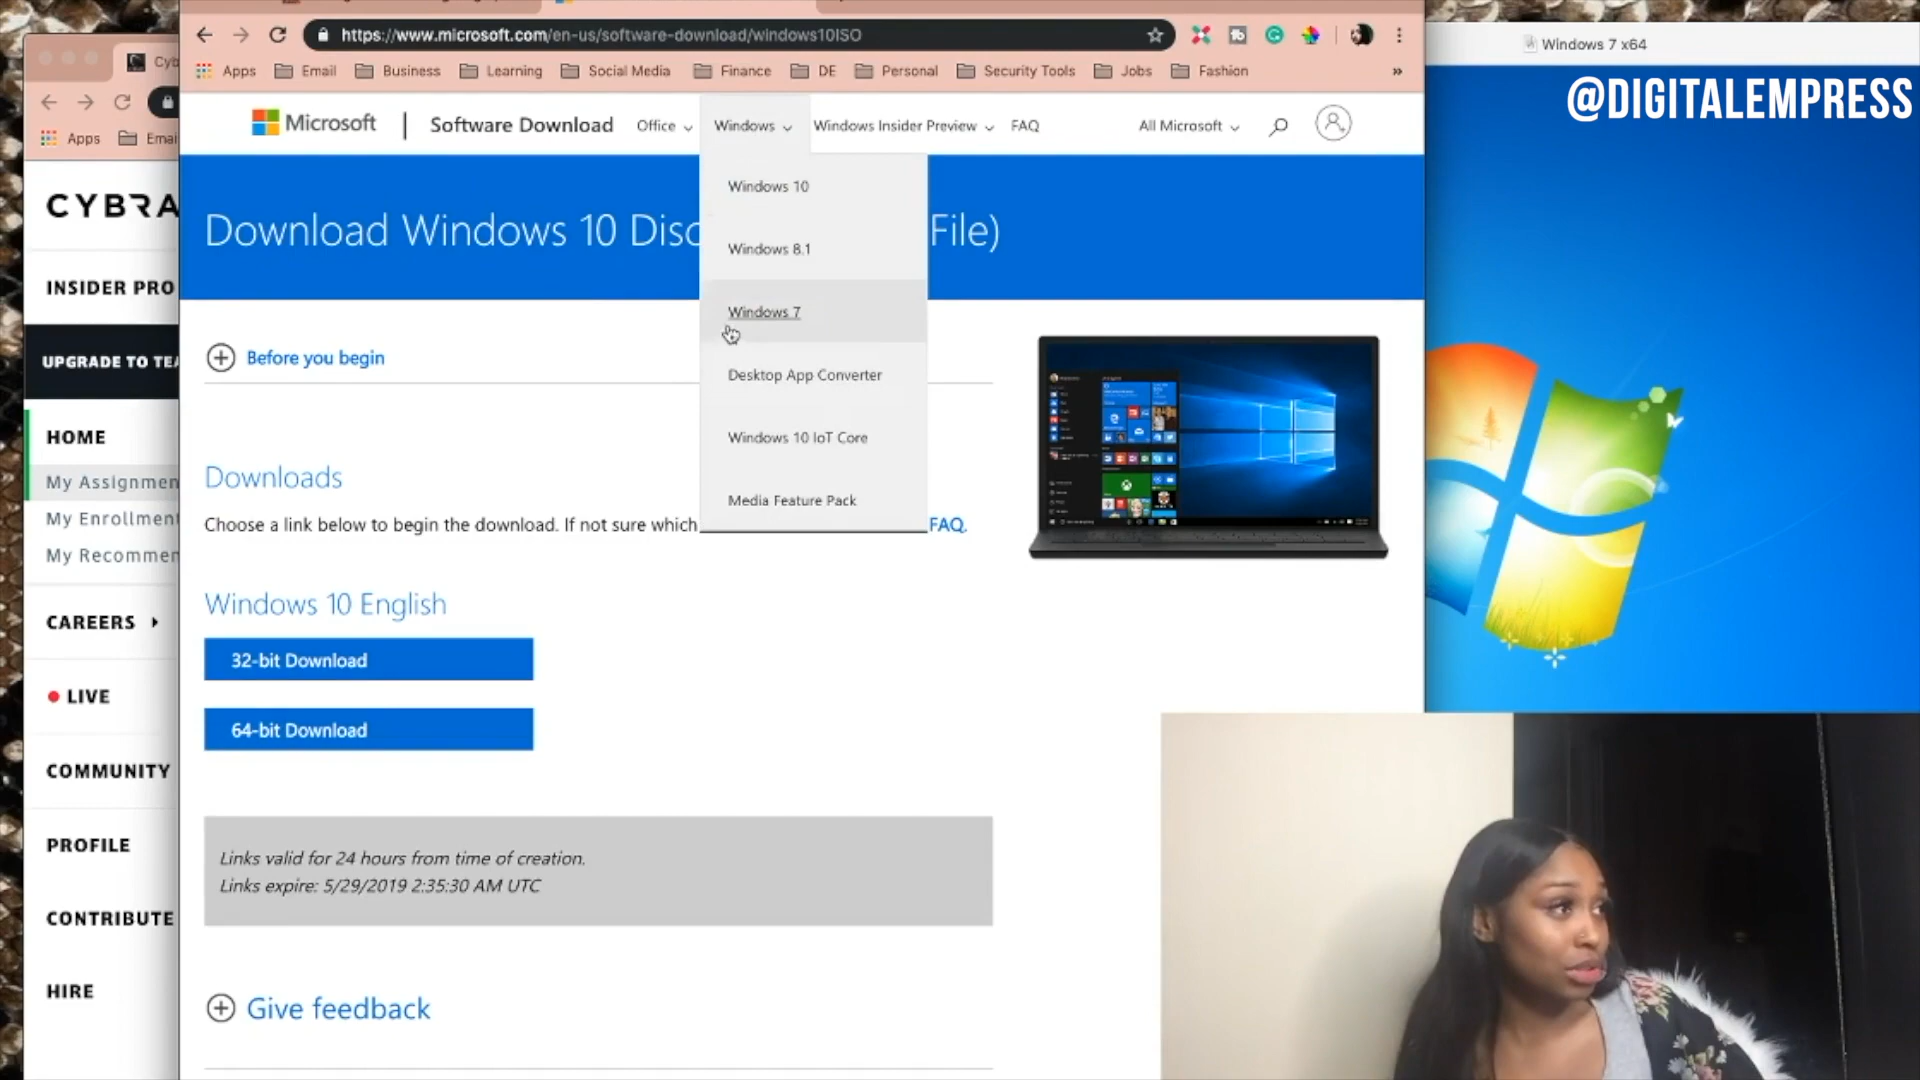 https://www.microsoft.com/en-us/software-download/windows10ISO
Windows 7 x64
@DIGITALEMPRESS
Apps Email Business Learning Social Media Finance DE Personal Security Tools Jobs Fashion »
Cyb
Apps Emai
Microsoft | Software Download Office Windows Windows Insider Preview FAQ All Microsoft
Windows 10
Windows 8.1
Windows 7
Desktop App Converter
Windows 10 IoT Core
Media Feature Pack
Download Windows 10 Disc File)
Before you begin
Downloads
Choose a link below to begin the download. If not sure which FAQ.
Windows 10 English
32-bit Download
64-bit Download
Links valid for 24 hours from time of creation.
Links expire: 5/29/2019 2:35:30 AM UTC
Give feedback
CYBRA
INSIDER PRO
UPGRADE TO TEA
HOME
My Assignmen
My Enrollment
My Recommen
CAREERS
LIVE
COMMUNITY
PROFILE
CONTRIBUTE
HIRE